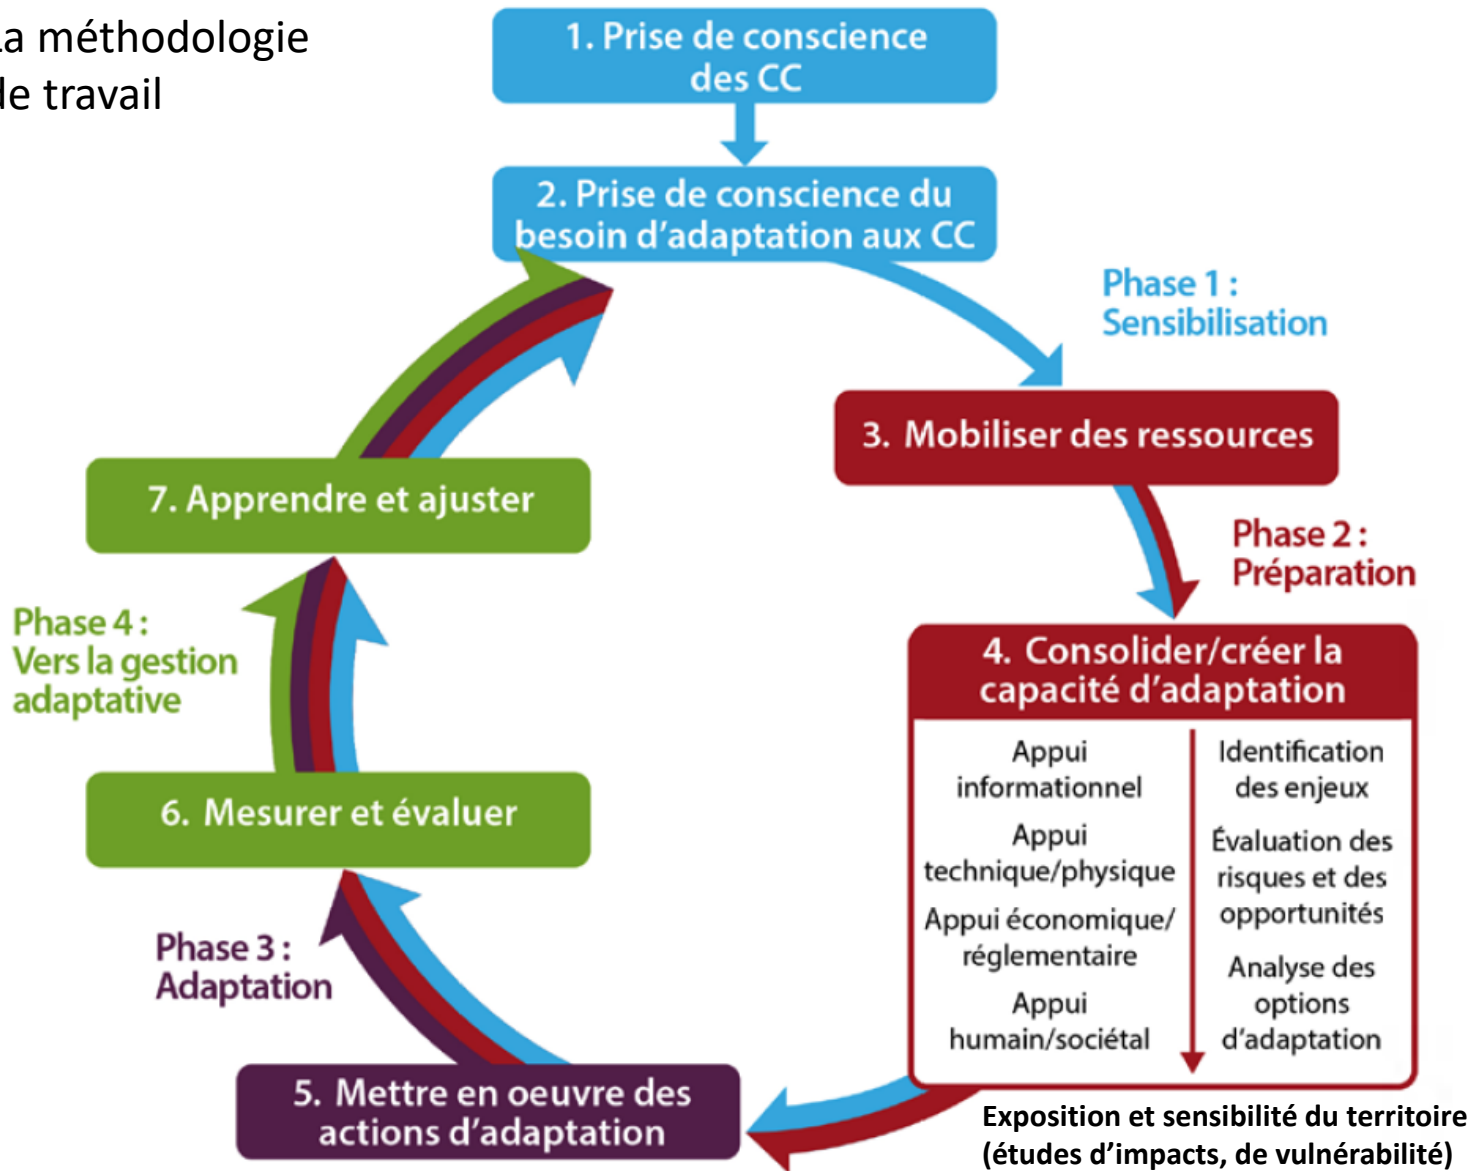 La méthodologie
de travail
1. Prise de conscience
des CC
2. Prise de conscience du
besoin d'adaptation aux CC
Phase 1 :
Sensibilisation
3. Mobiliser des ressources
Phase 2 :
Préparation
4. Consolider/créer la
capacité d'adaptation
Appui
informationnel
Appui
technique/physique
Appui économique/
réglementaire
Appui
humain/sociétal
Identification
des enjeux
Évaluation des
risques et des
opportunités
Analyse des
options
d'adaptation
Exposition et sensibilité du territoire
(études d'impacts, de vulnérabilité)
5. Mettre en oeuvre des
actions d'adaptation
Phase 3 :
Adaptation
6. Mesurer et évaluer
Phase 4 :
Vers la gestion
adaptative
7. Apprendre et ajuster